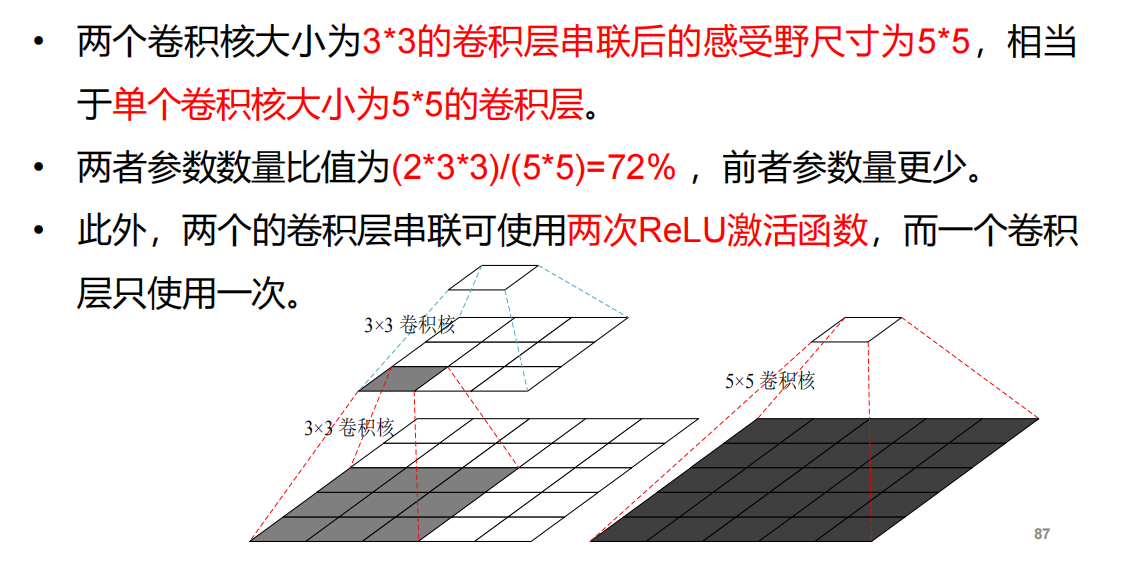 • 两个卷积核大小为3*3的卷积层串联后的感受野尺寸为5*5，相当
于单个卷积核大小为5*5的卷积层。
• 两者参数数量比值为(2*3*3)/(5*5)=72% ，前者参数量更少。
• 此外，两个的卷积层串联可使用两次ReLU激活函数，而一个卷积
层只使用一次。
3×3 卷积核
5×5 卷积核
3×3 卷积核
87